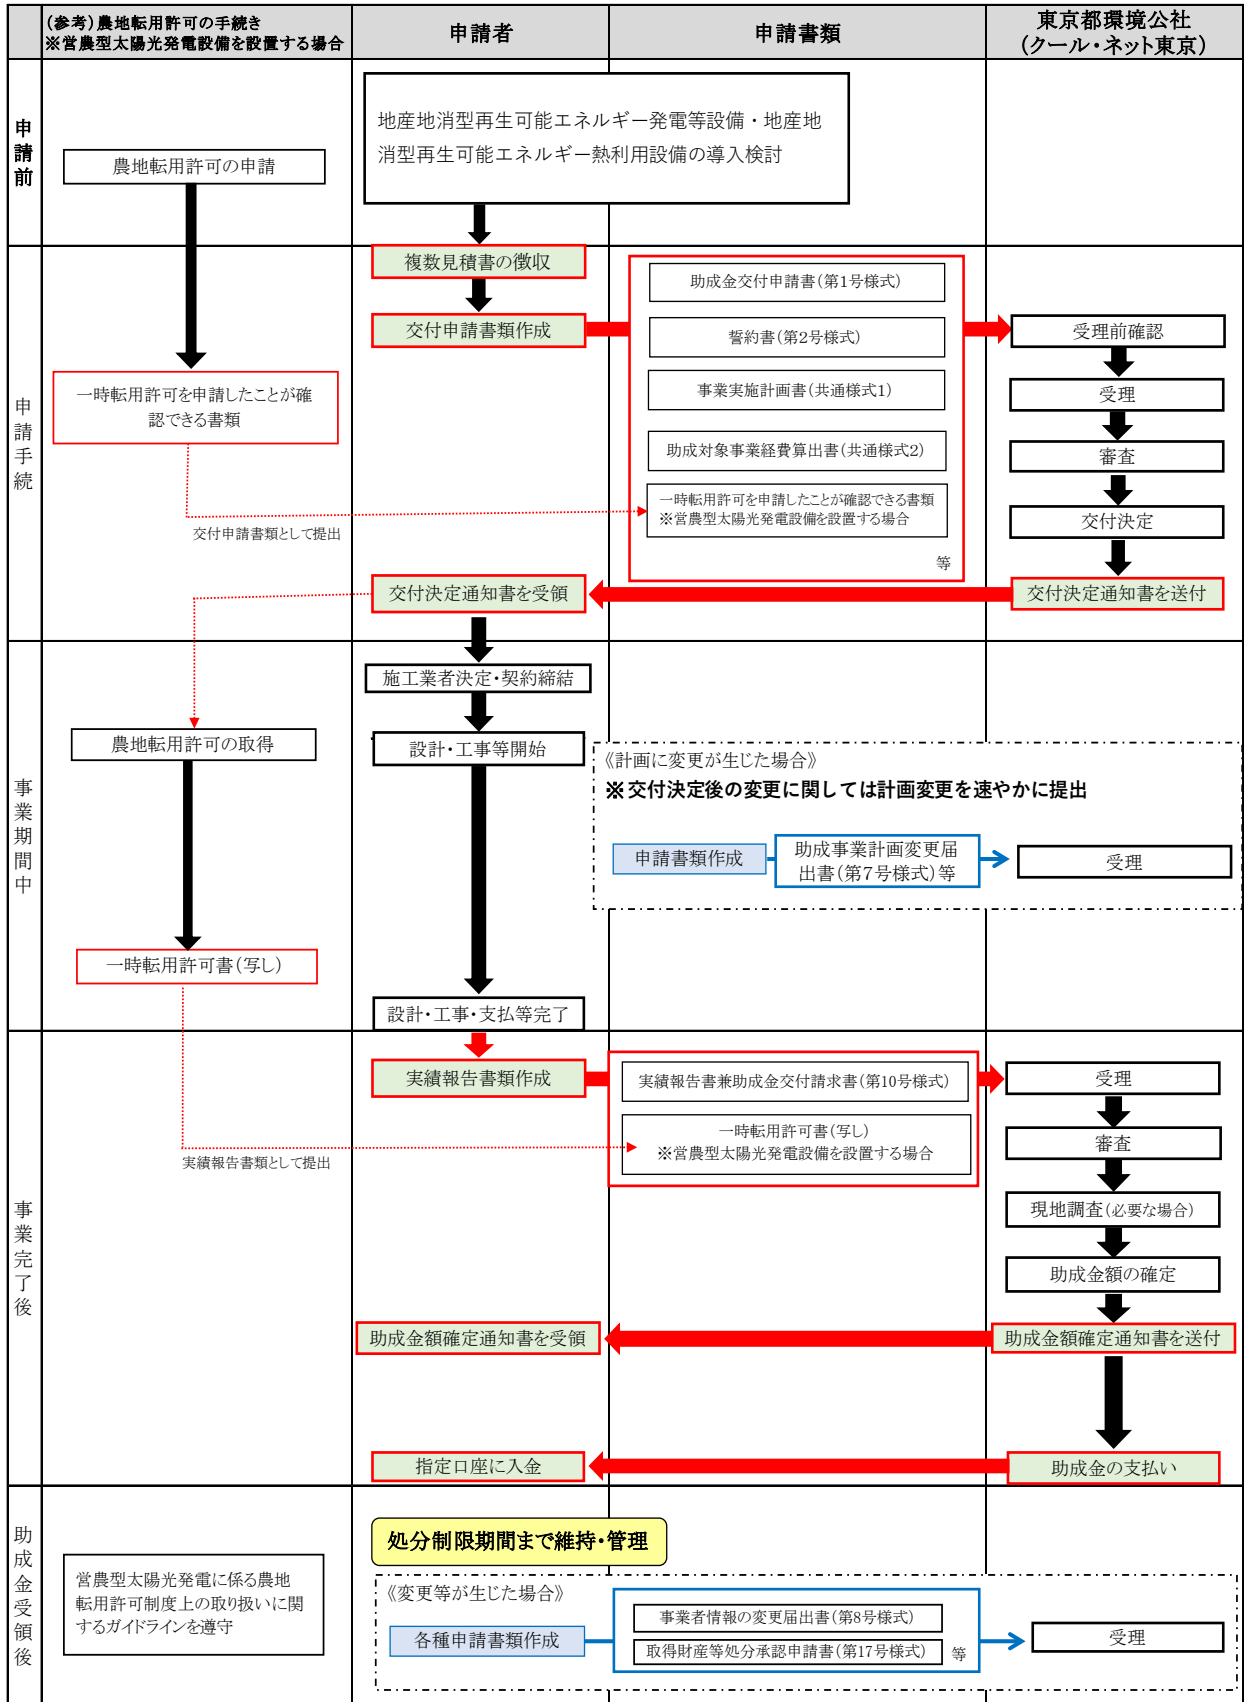 (参考)農地転用許可の手続き
※営農型太陽光発電設備を設置する場合
申請者
申請書類
東京都環境公社
(クール・ネット東京)
申請前
農地転用許可の申請
地産地消型再生可能エネルギー発電等設備・地産地
消型再生可能エネルギー熱利用設備の導入検討
申請手続
複数見積書の徴収
交付申請書類作成
助成金交付申請書(第1号様式)
誓約書(第2号様式)
事業実施計画書(共通様式1)
助成対象事業経費算出書(共通様式2)
一時転用許可を申請したことが確認できる書類
※営農型太陽光発電設備を設置する場合
等
受理前確認
受理
審査
交付決定
交付決定通知書を送付
一時転用許可を申請したことが確
認できる書類
交付申請書類として提出
交付決定通知書を受領
事業期間中
施工業者決定・契約締結
農地転用許可の取得
設計・工事等開始
《計画に変更が生じた場合》
※交付決定後の変更に関しては計画変更を速やかに提出
申請書類作成
助成事業計画変更届
出書(第7号様式)等
受理
一時転用許可書(写し)
設計・工事・支払等完了
事業完了後
実績報告書類作成
実績報告書兼助成金交付請求書(第10号様式)
一時転用許可書(写し)
※営農型太陽光発電設備を設置する場合
実績報告書類として提出
受理
審査
現地調査(必要な場合)
助成金額の確定
助成金額確定通知書を受領
助成金額確定通知書を送付
指定口座に入金
助成金の支払い
助成金受領後
営農型太陽光発電に係る農地
転用許可制度上の取り扱いに関
するガイドラインを遵守
処分制限期間まで維持・管理
《変更等が生じた場合》
各種申請書類作成
事業者情報の変更届出書(第8号様式)
取得財産等処分承認申請書(第17号様式)
等
受理